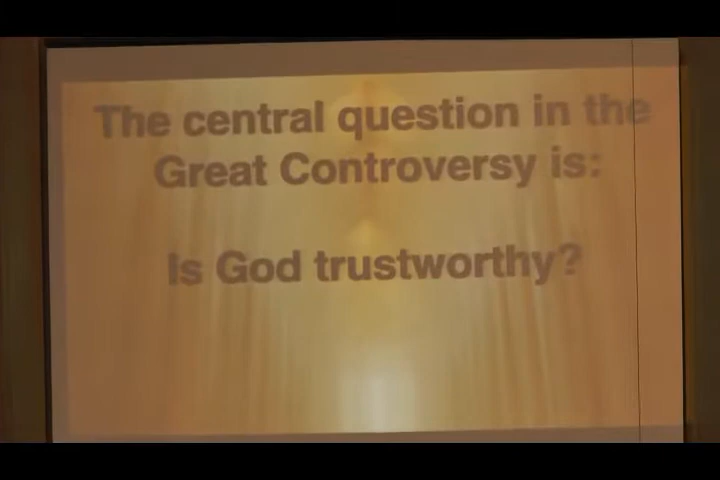 The central question in the
Great Controversy is:
Is God trustworthy?